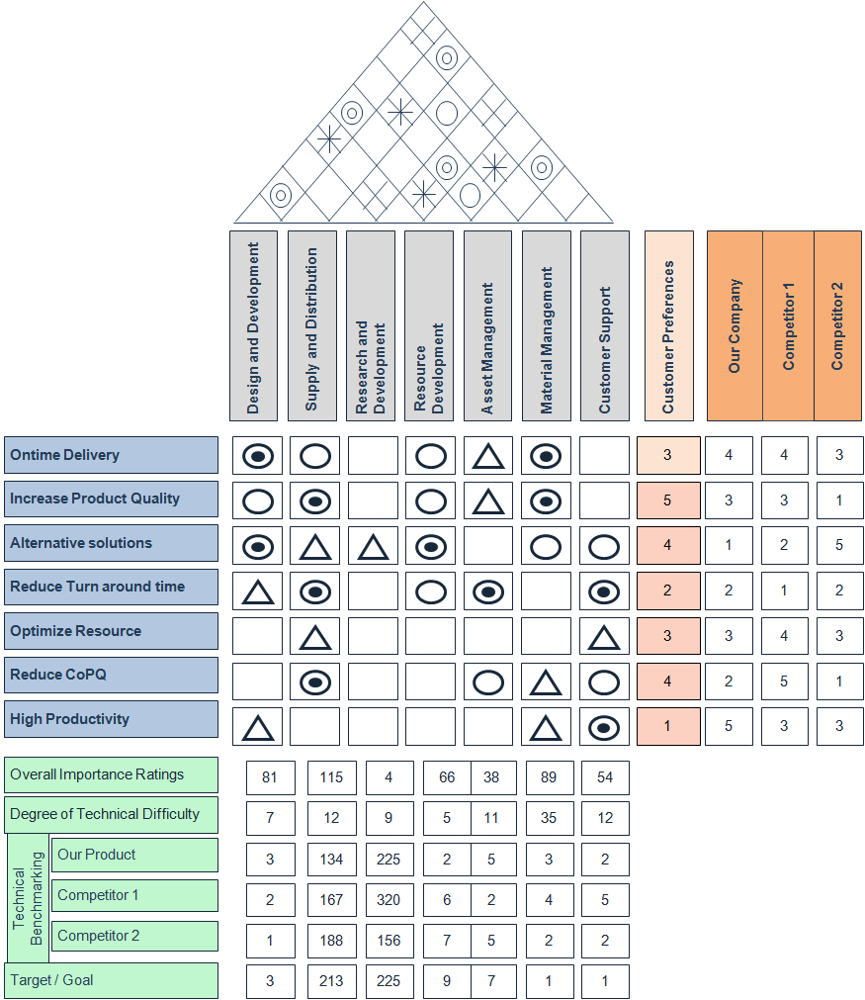 Design and Development
Supply and Distribution
Research and
Development
Resource
Development
Asset Management
Material Management
Customer Support
Customer Preferences
Our Company
Competitor 1
Competitor 2
Ontime Delivery
3 4 4 3
Increase Product Quality
5 3 3 1
Alternative solutions
4 1 2 5
Reduce Turn around time
2 2 1 2
Optimize Resource
3 3 4 3
Reduce CoPQ
4 2 5 1
High Productivity
1 5 3 3
Overall Importance Ratings
81 115 4 66 38 89 54
Degree of Technical Difficulty
7 12 9 5 11 35 12
Technical
Benchmarking
Our Product
3 134 225 2 5 3 2
Competitor 1
2 167 320 6 2 4 5
Competitor 2
1 188 156 7 5 2 2
Target / Goal
3 213 225 9 7 1 1